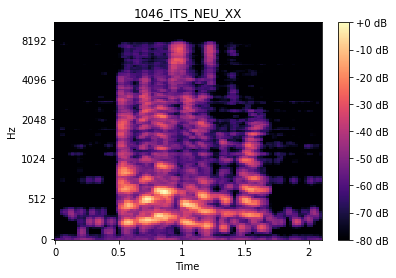 1046_ITS_NEU_XX
8192
4096
2048
1024
512
0
Hz
0
0.5
1
1.5
2
Time
+0 dB
-10 dB
-20 dB
-30 dB
-40 dB
-50 dB
-60 dB
-70 dB
-80 dB